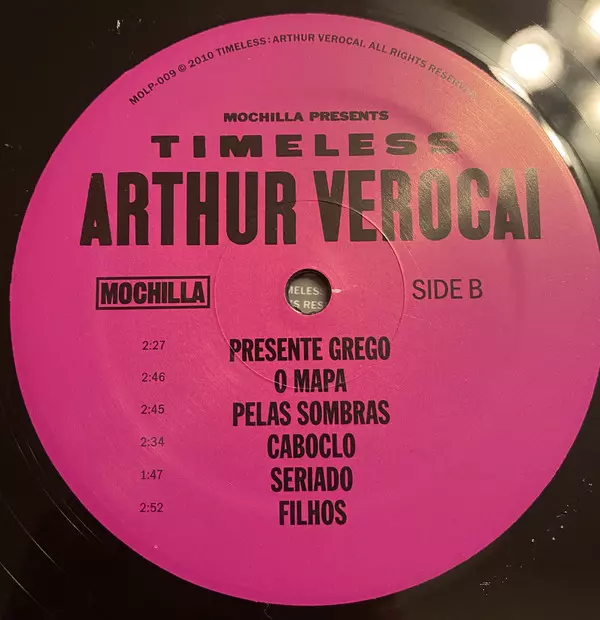 MOLP-009 © 2010 TIMELESS: ARTHUR VEROCAI. ALL RIGHTS RESERVED.
MOCHILLA PRESENTS
TIMELESS
ARTHUR VEROCAI
MOCHILLA
SIDE B
2:27 PRESENTE GREGO
2:46 O MAPA
2:45 PELAS SOMBRAS
2:34 CABOCLO
1:47 SERIADO
2:52 FILHOS